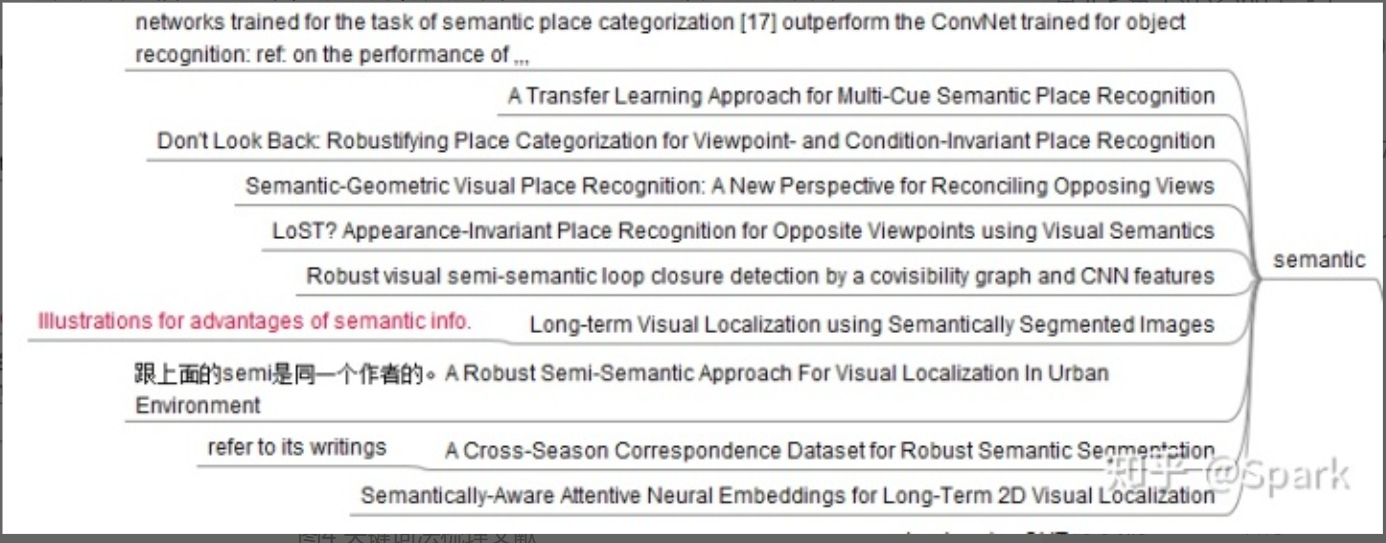 networks trained for the task of semantic place categorization [17] outperform the ConvNet trained for object
recognition: ref: on the performance of ,,,
A Transfer Learning Approach for Multi-Cue Semantic Place Recognition
Don't Look Back: Robustifying Place Categorization for Viewpoint- and Condition-Invariant Place Recognition
Semantic-Geometric Visual Place Recognition: A New Perspective for Reconciling Opposing Views
LoST? Appearance-Invariant Place Recognition for Opposite Viewpoints using Visual Semantics
semantic
Robust visual semi-semantic loop closure detection by a covisibility graph and CNN features
Illustrations for advantages of semantic info.
Long-term Visual Localization using Semantically Segmented Images
跟上面的semi是同一个作者的。A Robust Semi-Semantic Approach For Visual Localization In Urban
Environment
refer to its writings
A Cross-Season Correspondence Dataset for Robust Semantic Segmentation
知乎 @Spark
Semantically-Aware Attentive Neural Embeddings for Long-Term 2D Visual Localization